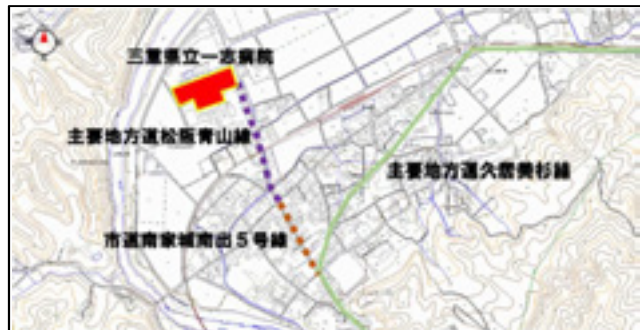 三重県立一志病院
主要地方道松阪青山線
主要地方道久居美杉線
市道南家城南出5号線